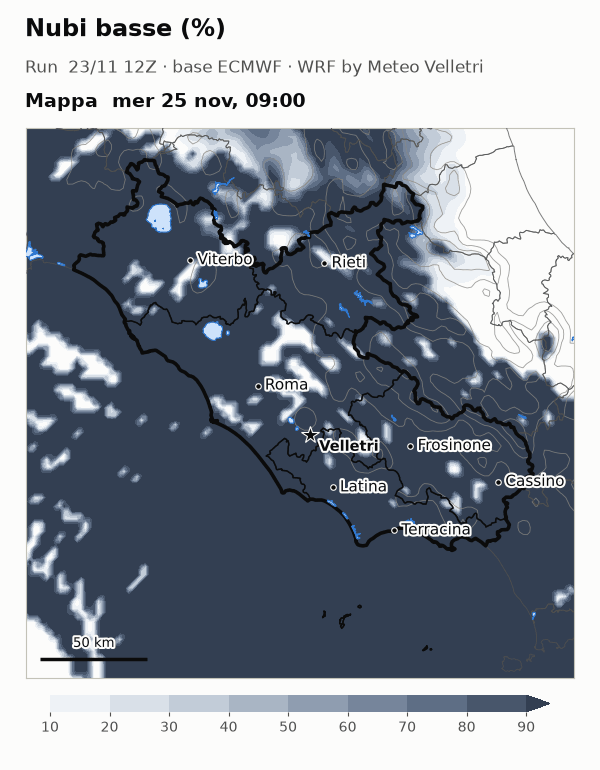 Nubi basse (%)
Run  23/11 12Z · base ECMWF · WRF by Meteo Velletri
Mappa  mer 25 nov, 09:00
Viterbo
Rieti
Roma
Velletri
Frosinone
Cassino
Latina
Terracina
50 km
10 20 30 40 50 60 70 80 90